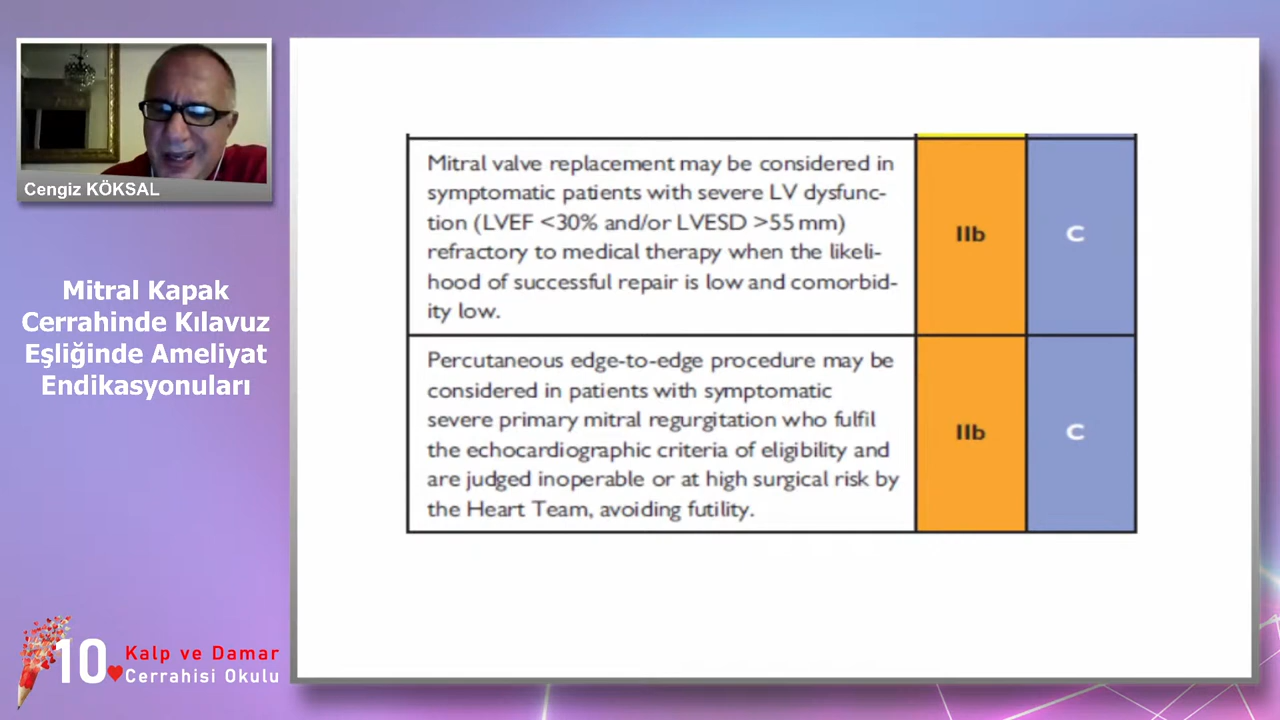 Cengiz KÖKSAL
Mitral Kapak
Cerrahinde Kılavuz
Eşliğinde Ameliyat
Endikasyonuları
10.
Kalp ve Damar
Cerrahisi Okulu
Mitral valve replacement may be considered in
symptomatic patients with severe LV dysfunc-
tion (LVEF <30% and/or LVESD >55 mm)
refractory to medical therapy when the likeli-
hood of successful repair is low and comorbid-
ity low.
IIb
C
Percutaneous edge-to-edge procedure may be
considered in patients with symptomatic
severe primary mitral regurgitation who fulfil
the echocardiographic criteria of eligibility and
are judged inoperable or at high surgical risk by
the Heart Team, avoiding futility.
IIb
C